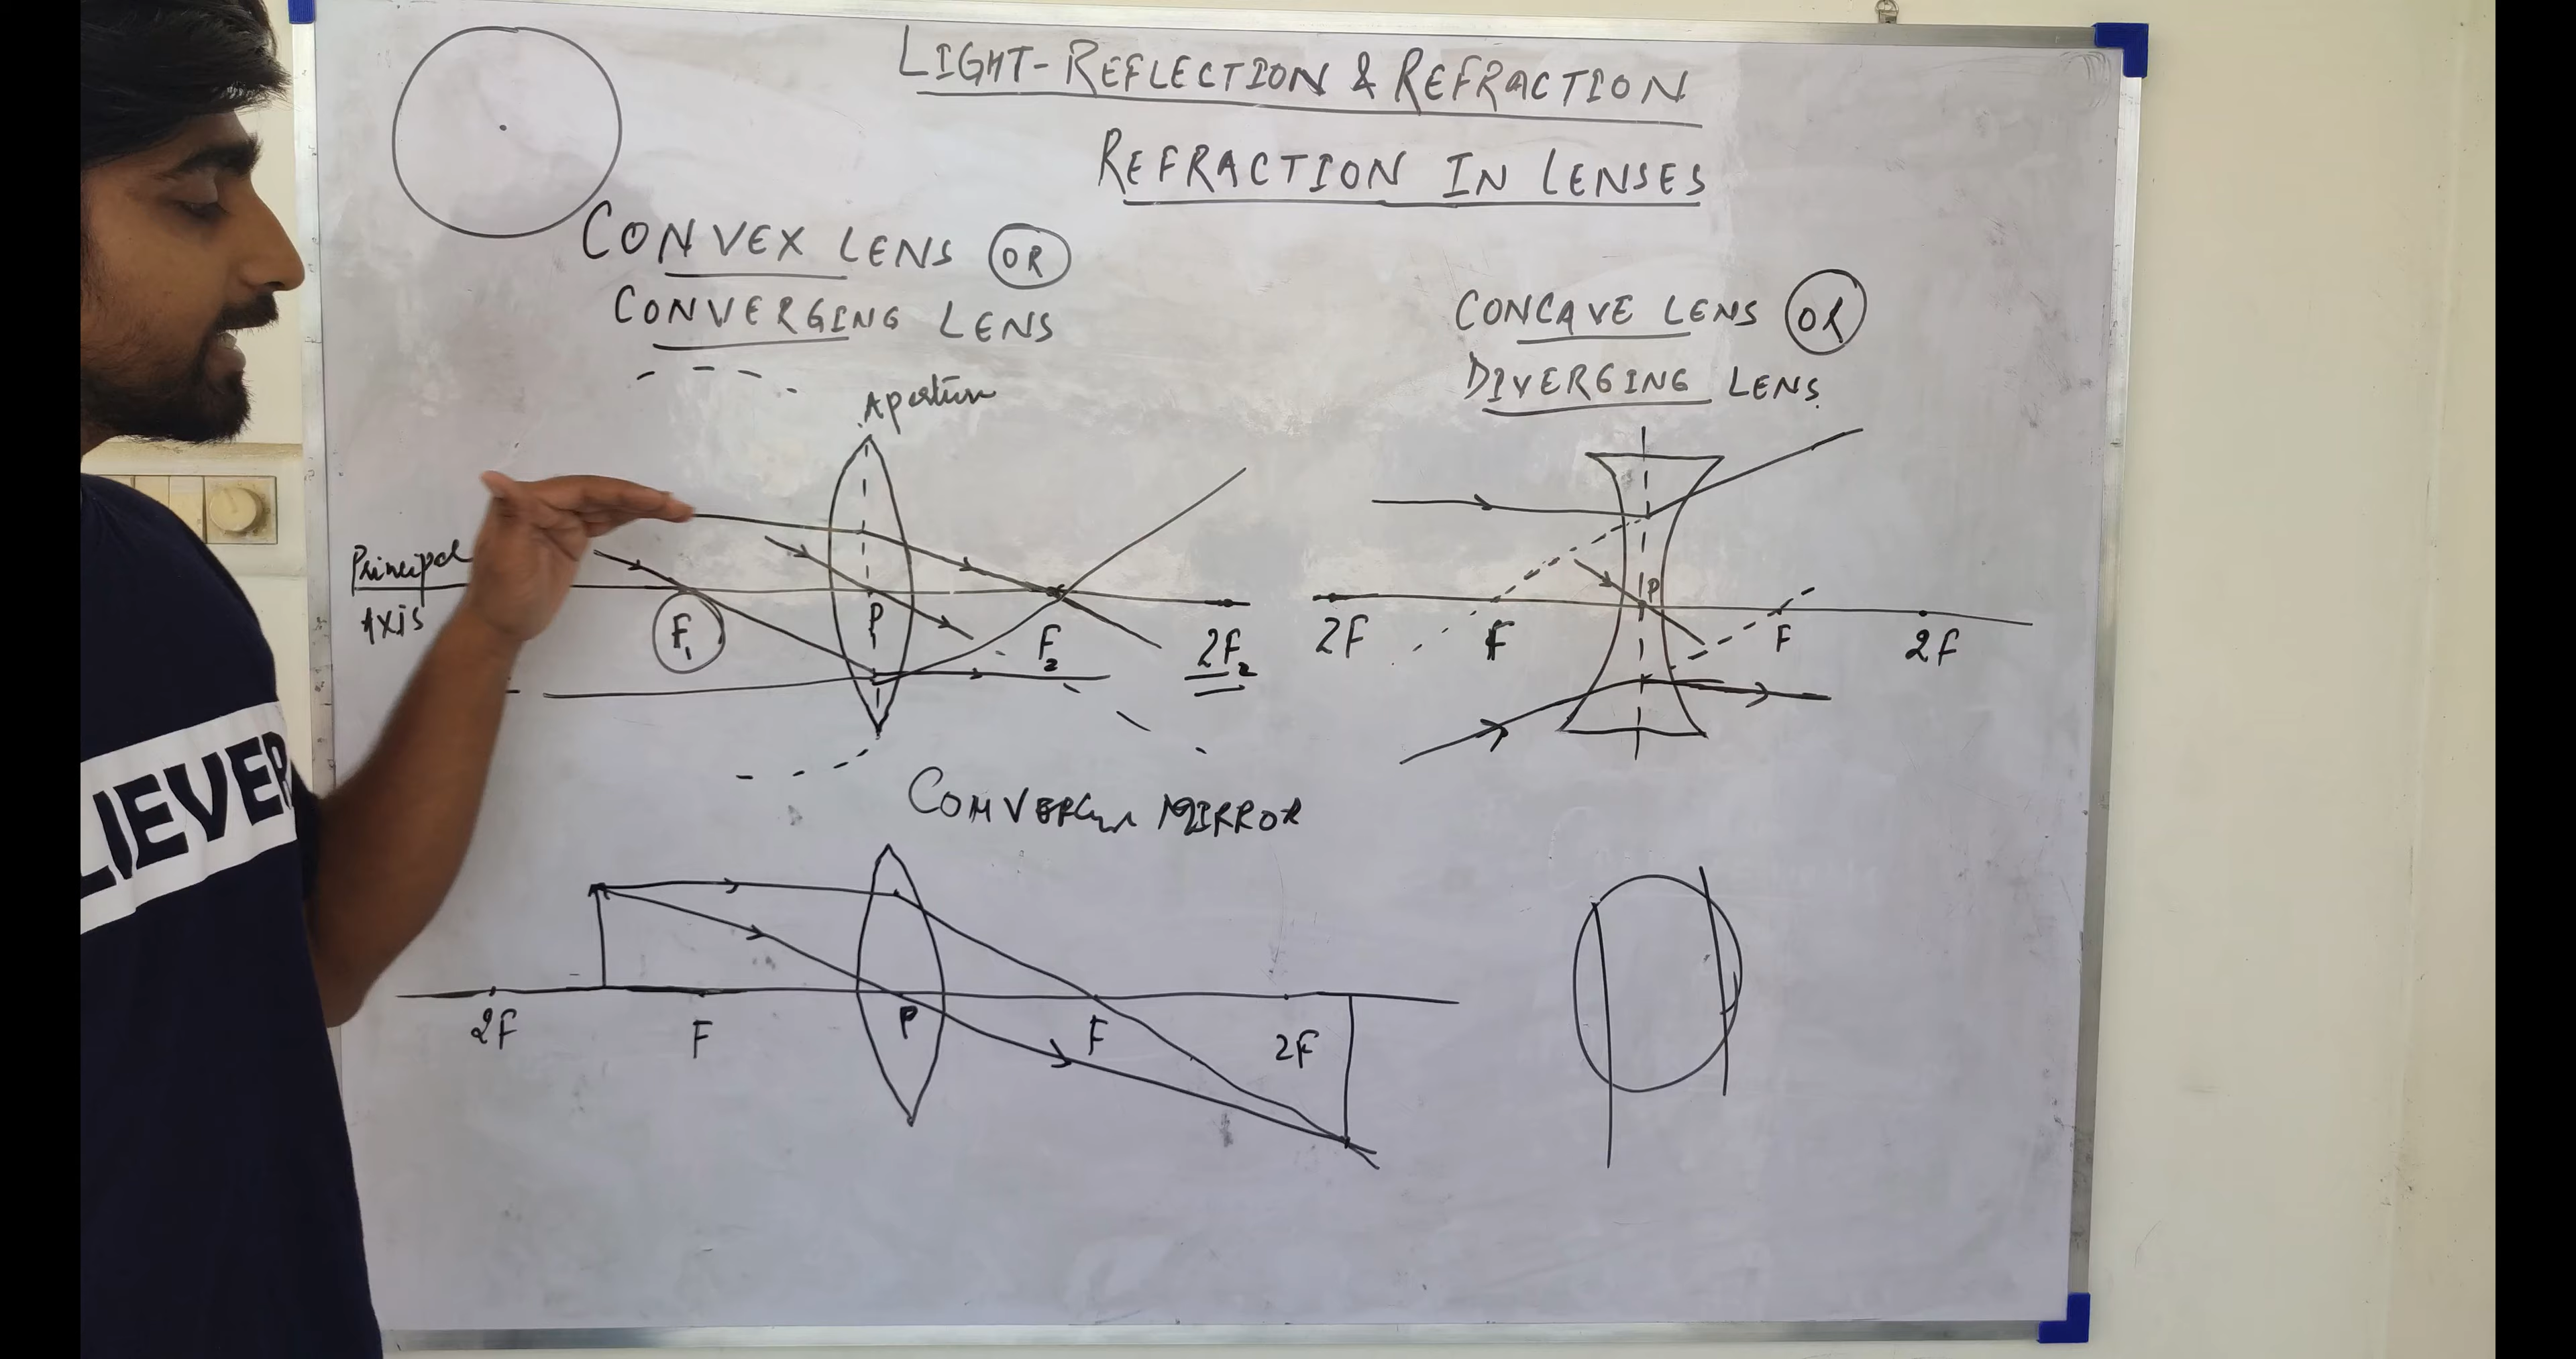 LIGHT-REFLECTION & REFRACTION
REFRACTION IN LENSES
CONVEX LENS OR
CONVERGING LENS
CONCAVE LENS OR
DIVERGING LENS
Aperture
Principal
Axis
F1
P
F2
2F2
2F
F
P
F
2F
MIRROR
2F
F
P
F
2F
LIEVER